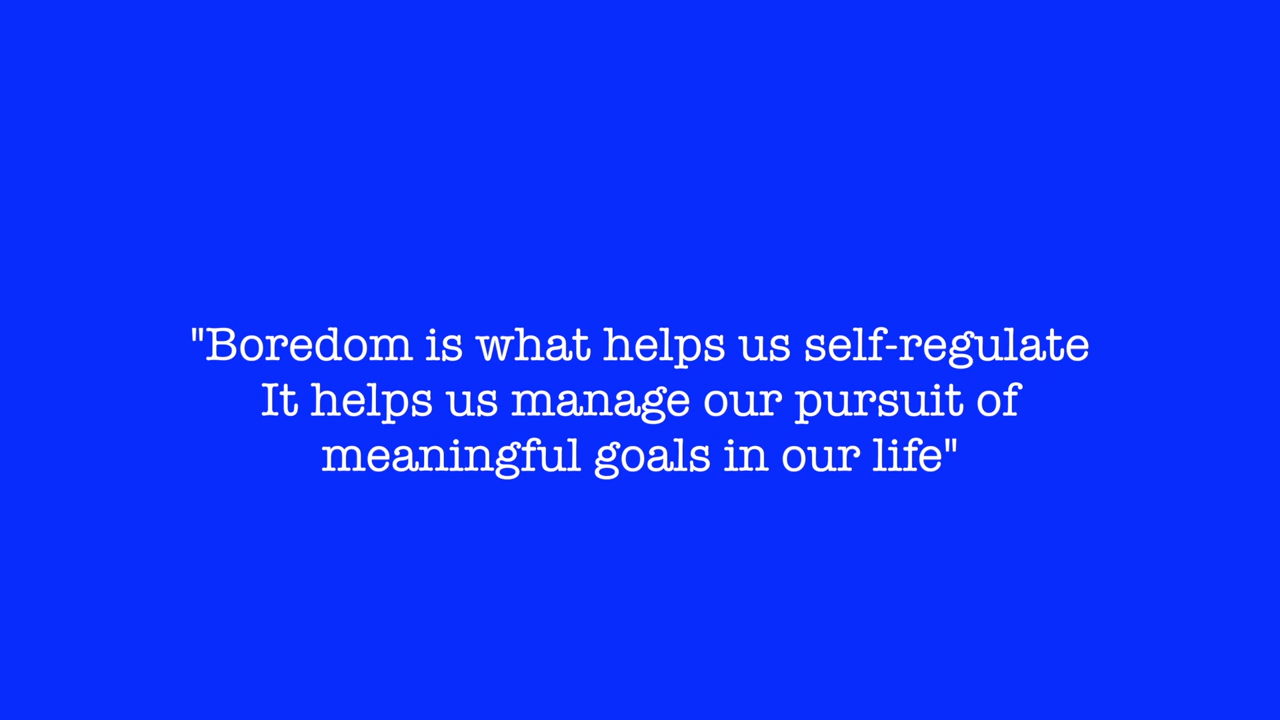 "Boredom is what helps us self-regulate
It helps us manage our pursuit of
meaningful goals in our life"